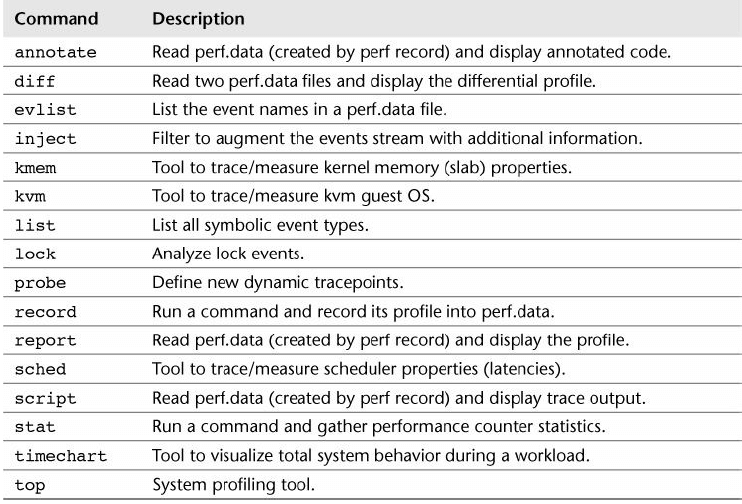 Command Description
annotate Read perf.data (created by perf record) and display annotated code.
diff Read two perf.data files and display the differential profile.
evlist List the event names in a perf.data file.
inject Filter to augment the events stream with additional information.
kmem Tool to trace/measure kernel memory (slab) properties.
kvm Tool to trace/measure kvm guest OS.
list List all symbolic event types.
lock Analyze lock events.
probe Define new dynamic tracepoints.
record Run a command and record its profile into perf.data.
report Read perf.data (created by perf record) and display the profile.
sched Tool to trace/measure scheduler properties (latencies).
script Read perf.data (created by perf record) and display trace output.
stat Run a command and gather performance counter statistics.
timechart Tool to visualize total system behavior during a workload.
top System profiling tool.